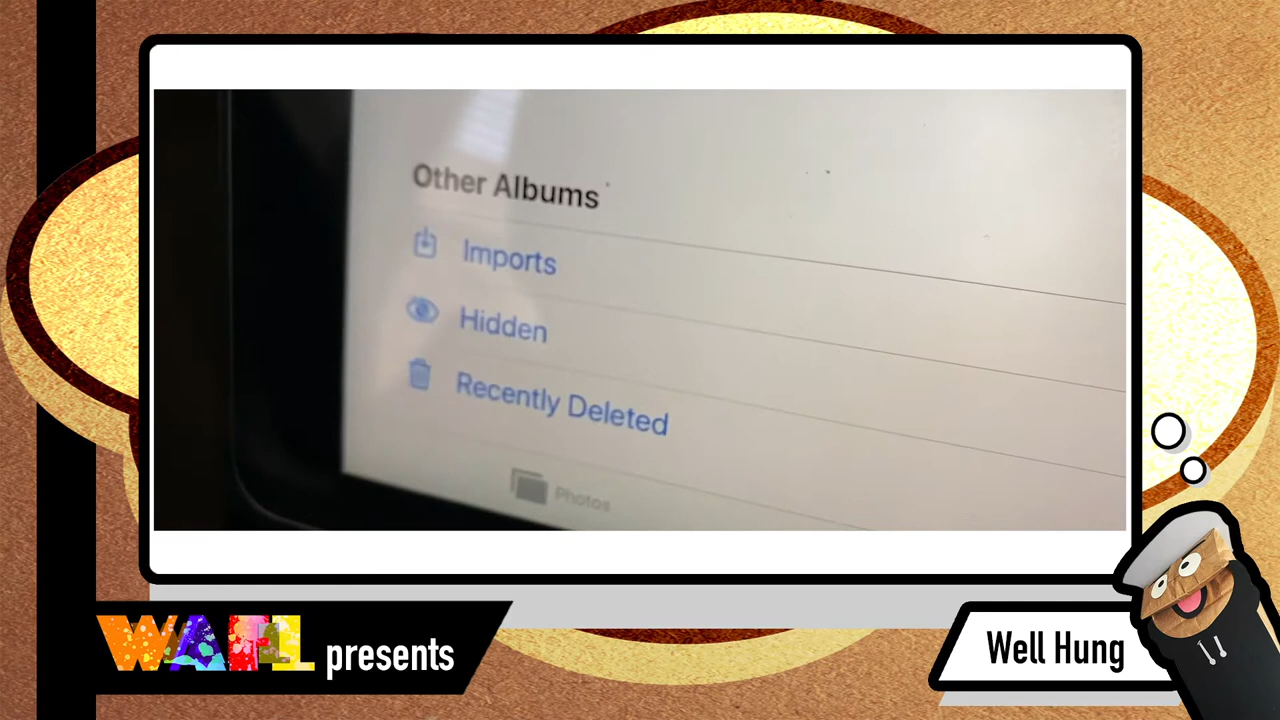 Other Albums
Imports
Hidden
Recently Deleted
Photos
WAFL presents
Well Hung